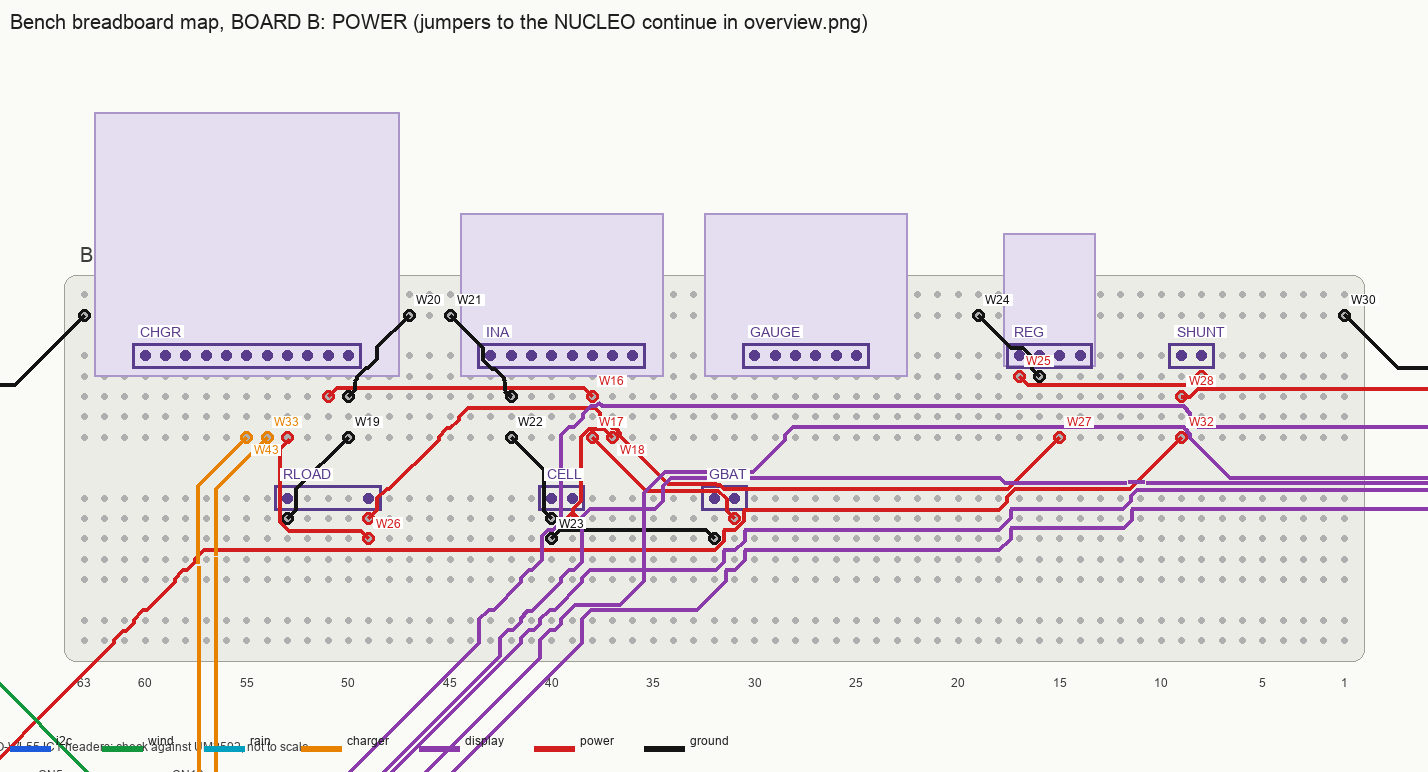 Bench breadboard map, BOARD B: POWER (jumpers to the NUCLEO continue in overview.png)
B
W20 W21 W24 W30
CHGR INA GAUGE REG SHUNT
W25
W16 W28
W33 W19 W22 W17 W27 W32
W43 W18
RLOAD CELL GBAT
W26 W23
63 60 55 50 45 40 35 30 25 20 15 10 5 1
i2c wind rain charger display power ground
headers: check against not to scale